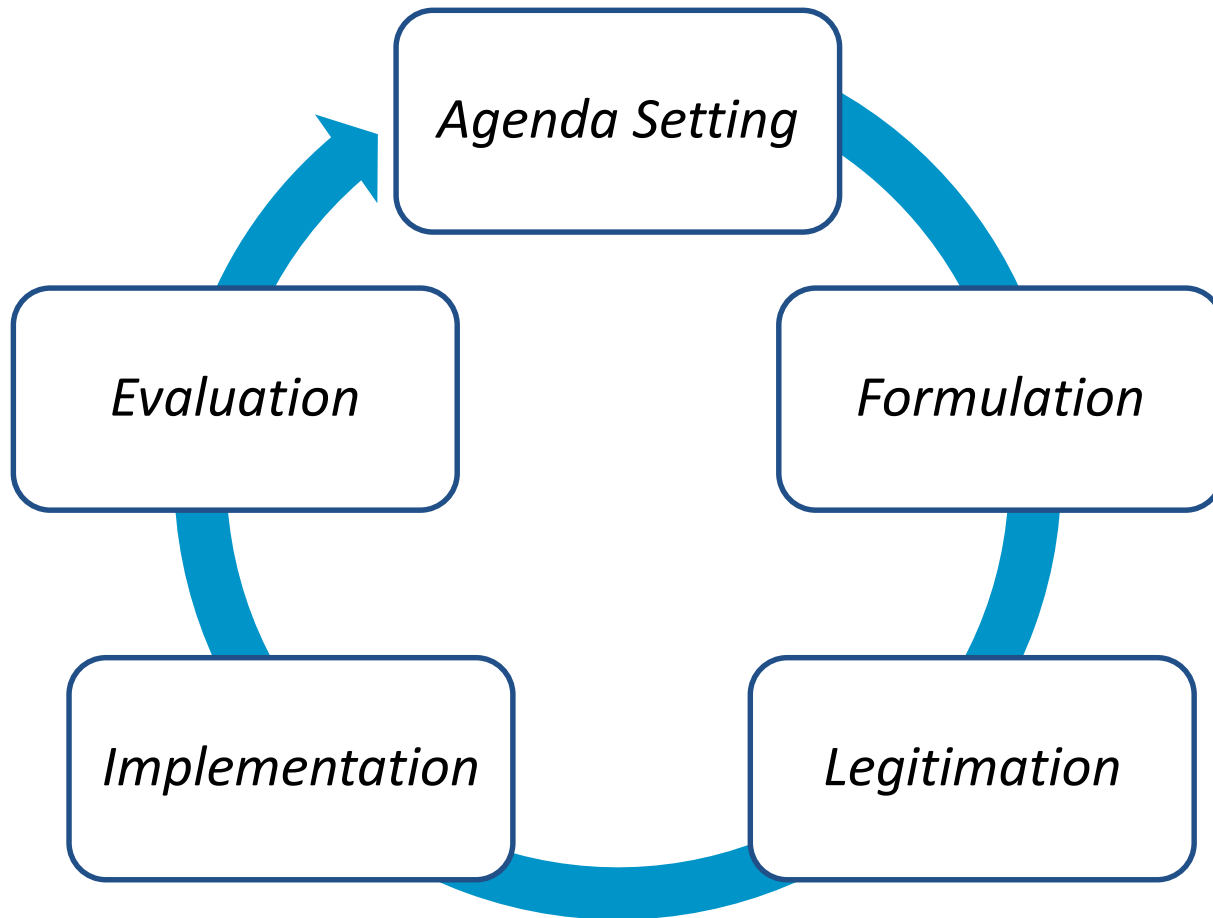 Agenda Setting
Formulation
Legitimation
Implementation
Evaluation